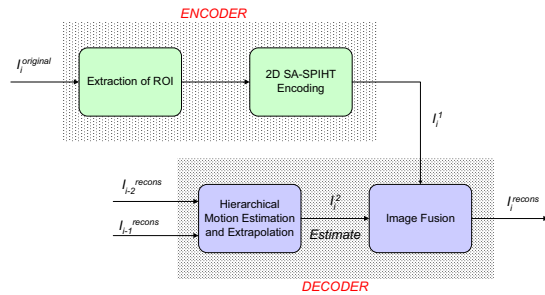 ENCODER
I_i^original
Extraction of ROI
2D SA-SPIHT
Encoding
I_i^1
I_i-2^recons
I_i-1^recons
Hierarchical
Motion Estimation
and Extrapolation
I_i^2
Estimate
Image Fusion
I_i^recons
DECODER